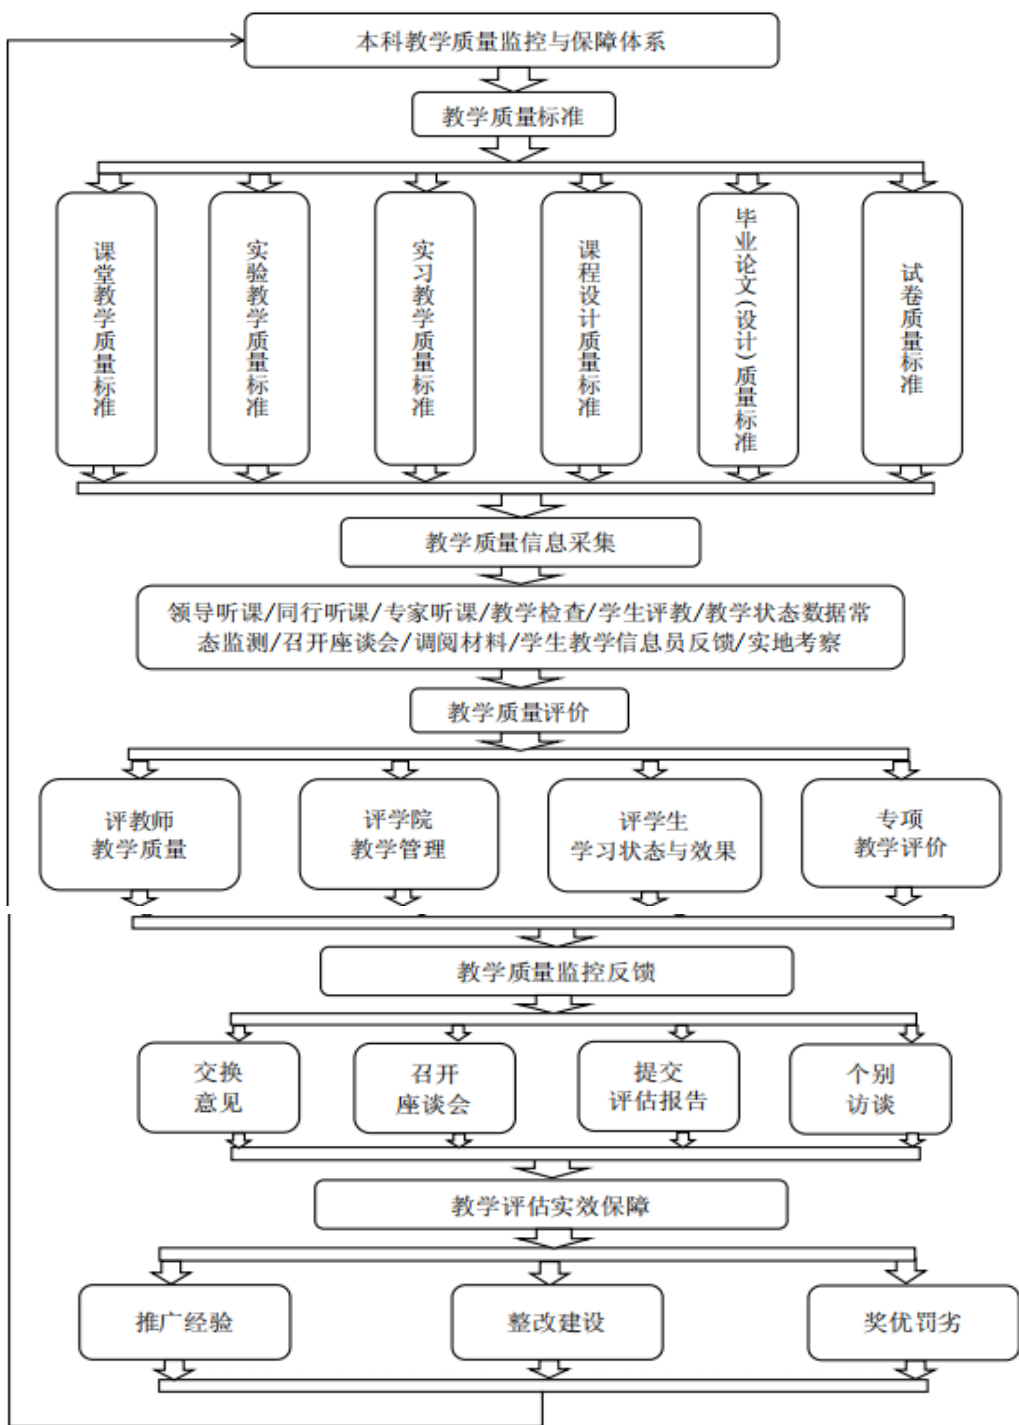 本科教学质量监控与保障体系
教学质量标准
课堂教学质量标准
实验教学质量标准
实习教学质量标准
课程设计质量标准
毕业论文(设计)质量标准
试卷质量标准
教学质量信息采集
领导听课/同行听课/专家听课/教学检查/学生评教/教学状态数据常
态监测/召开座谈会/调阅材料/学生教学信息员反馈/实地考察
教学质量评价
评教师
教学质量
评学院
教学管理
评学生
学习状态与效果
专项
教学评价
教学质量监控反馈
交换
意见
召开
座谈会
提交
评估报告
个别
访谈
教学评估实效保障
推广经验
整改建设
奖优罚劣